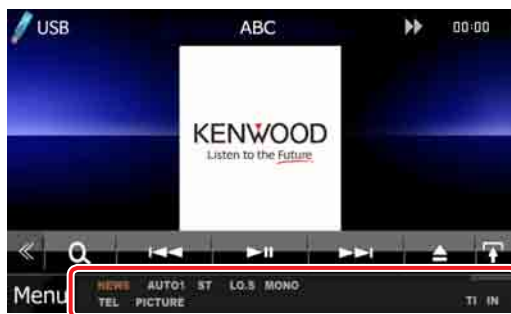 USB ABC 00:00
KENWOOD
Listen to the Future
Menu
NEWS AUTO1 ST LO.S MONO
TEL PICTURE TI IN